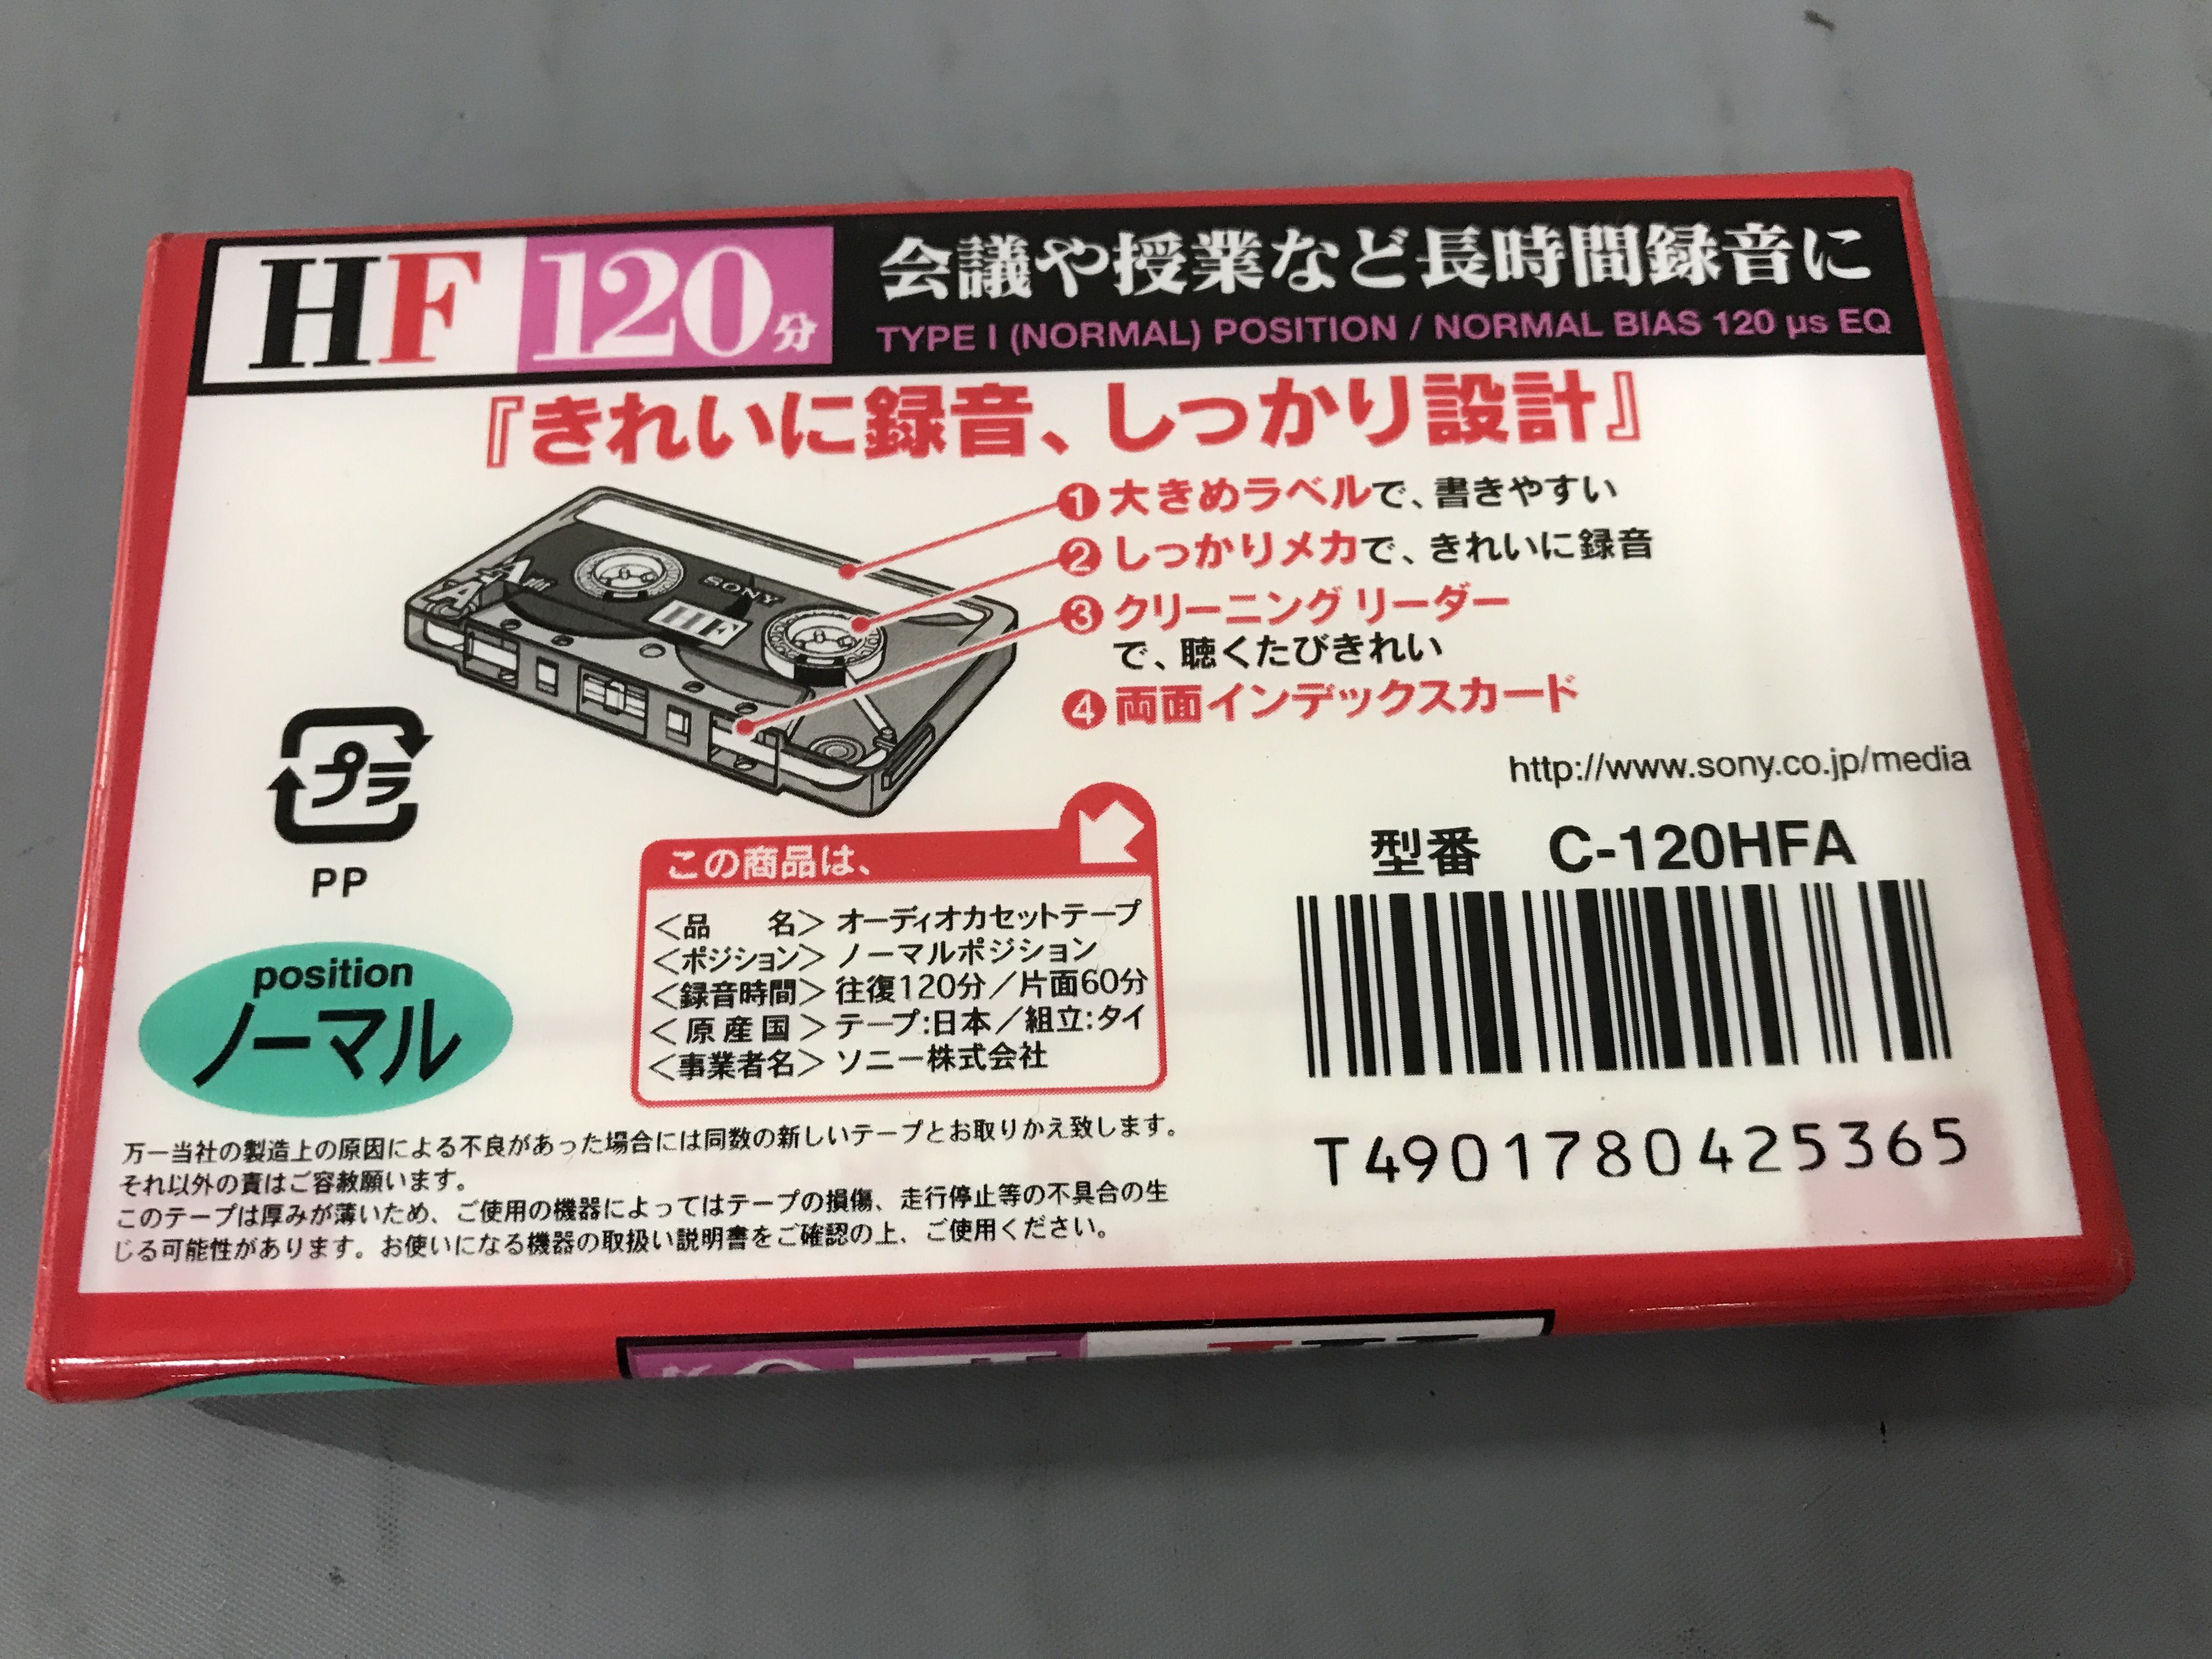 HF 120分 会議や授業など長時間録音に
TYPE I (NORMAL) POSITION / NORMAL BIAS 120 µs EQ
『きれいに録音、しっかり設計』
❶大きめラベルで、書きやすい
❷しっかりメカで、きれいに録音
❸クリーニング リーダー
で、聴くたびきれい
❹両面インデックスカード
A
SONY
HF
http://www.sony.co.jp/media
プラ
PP
型番 C-120HFA
T4901780425365
この商品は、
＜品 名＞オーディオカセットテープ
＜ポジション＞ノーマルポジション
＜録音時間＞往復120分／片面60分
＜原産国＞テープ:日本／組立:タイ
＜事業者名＞ソニー株式会社
position
ノーマル
万一当社の製造上の原因による不良があった場合には同数の新しいテープとお取りかえ致します。
それ以外の責はご容赦願います。
このテープは厚みが薄いため、ご使用の機器によってはテープの損傷、走行停止等の不具合の生
じる可能性があります。お使いになる機器の取扱い説明書をご確認の上、ご使用ください。